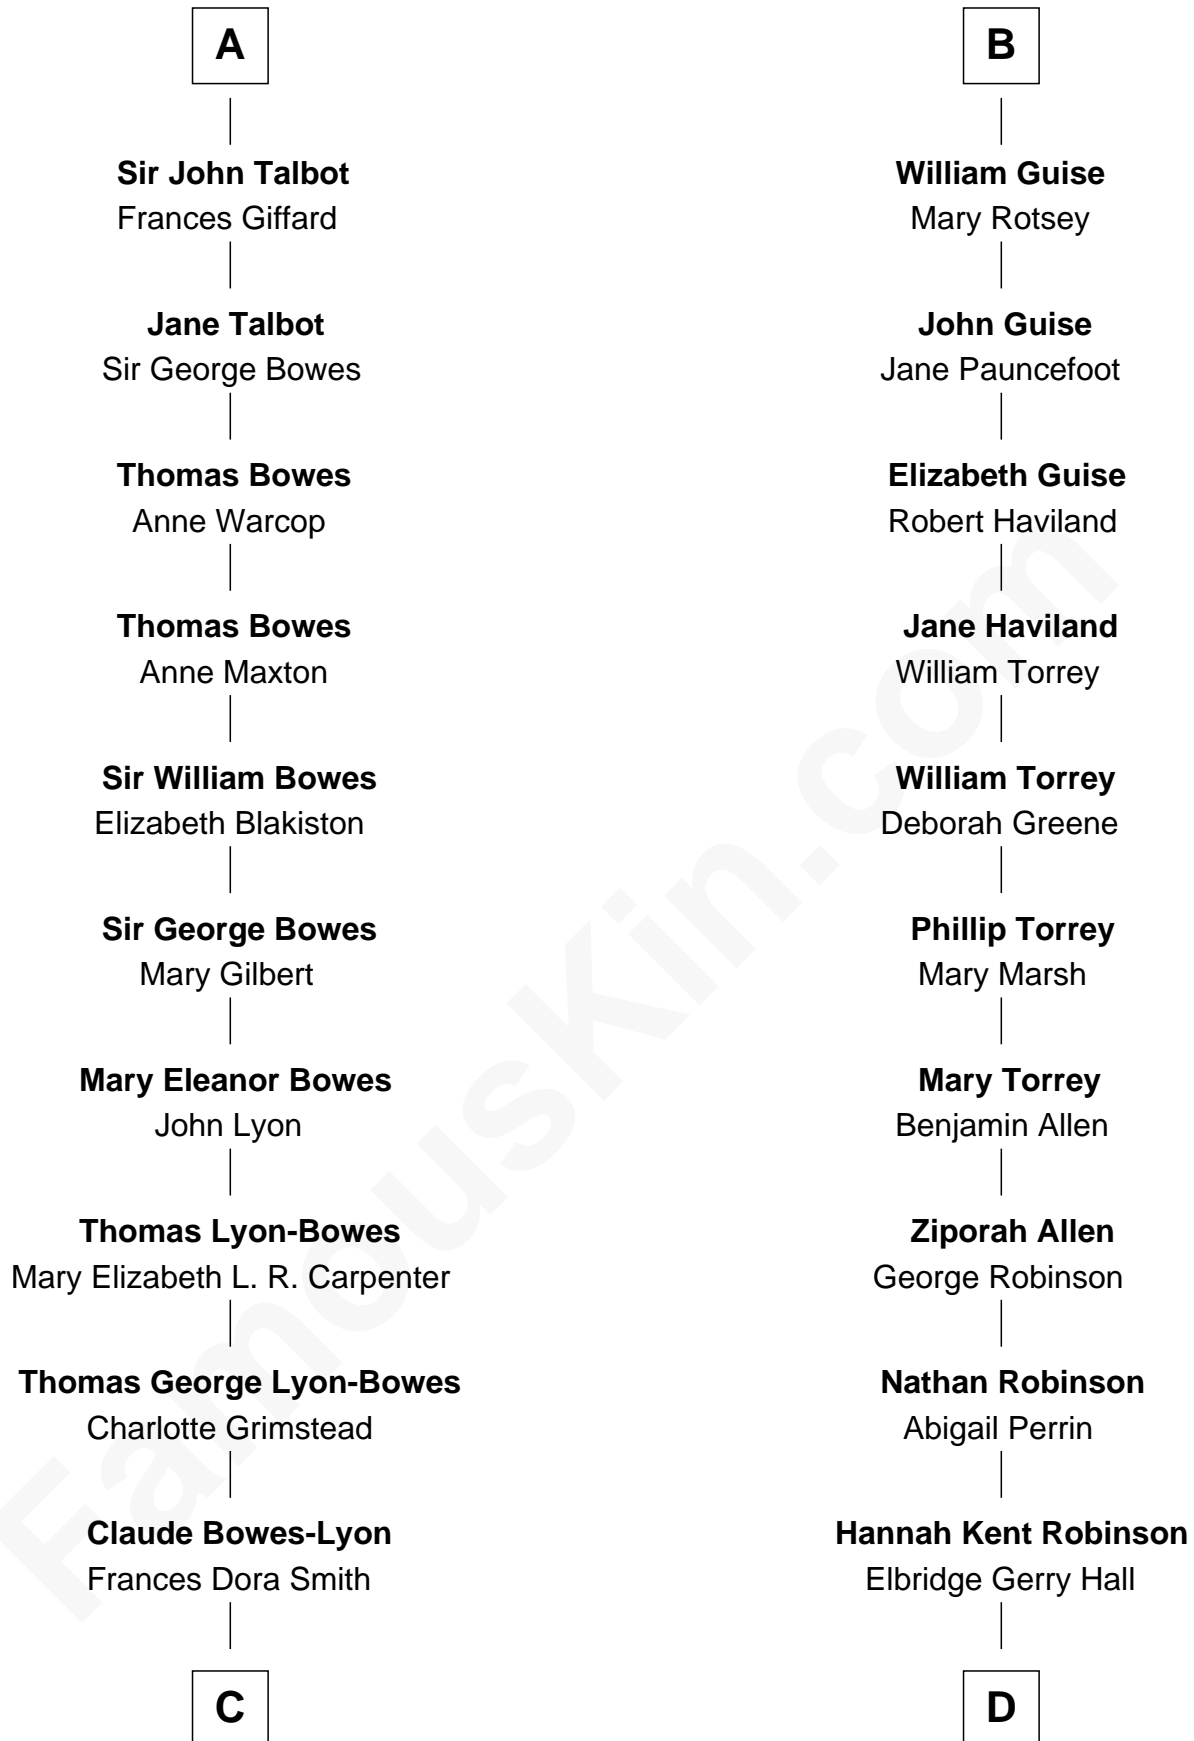 A
Sir John Talbot
Frances Giffard
Jane Talbot
Sir George Bowes
Thomas Bowes
Anne Warcop
Thomas Bowes
Anne Maxton
Sir William Bowes
Elizabeth Blakiston
Sir George Bowes
Mary Gilbert
Mary Eleanor Bowes
John Lyon
Thomas Lyon-Bowes
Mary Elizabeth L. R. Carpenter
Thomas George Lyon-Bowes
Charlotte Grimstead
Claude Bowes-Lyon
Frances Dora Smith
C
B
William Guise
Mary Rotsey
John Guise
Jane Pauncefoot
Elizabeth Guise
Robert Haviland
Jane Haviland
William Torrey
William Torrey
Deborah Greene
Phillip Torrey
Mary Marsh
Mary Torrey
Benjamin Allen
Ziporah Allen
George Robinson
Nathan Robinson
Abigail Perrin
Hannah Kent Robinson
Elbridge Gerry Hall
D
FamousKin.com